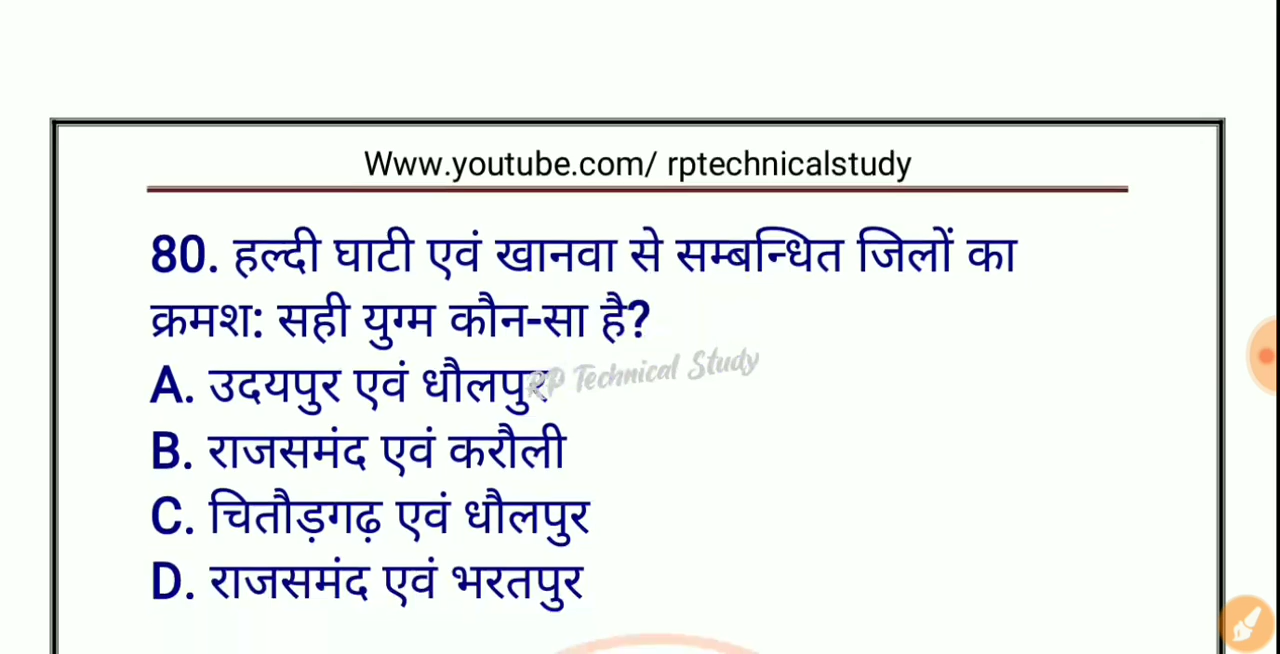 Www.youtube.com/ rptechnicalstudy
80. हल्दी घाटी एवं खानवा से सम्बन्धित जिलों का
क्रमश: सही युग्म कौन-सा है?
A. उदयपुर एवं धौलपुर
RP Technical Study
B. राजसमंद एवं करौली
C. चितौड़गढ़ एवं धौलपुर
D. राजसमंद एवं भरतपुर